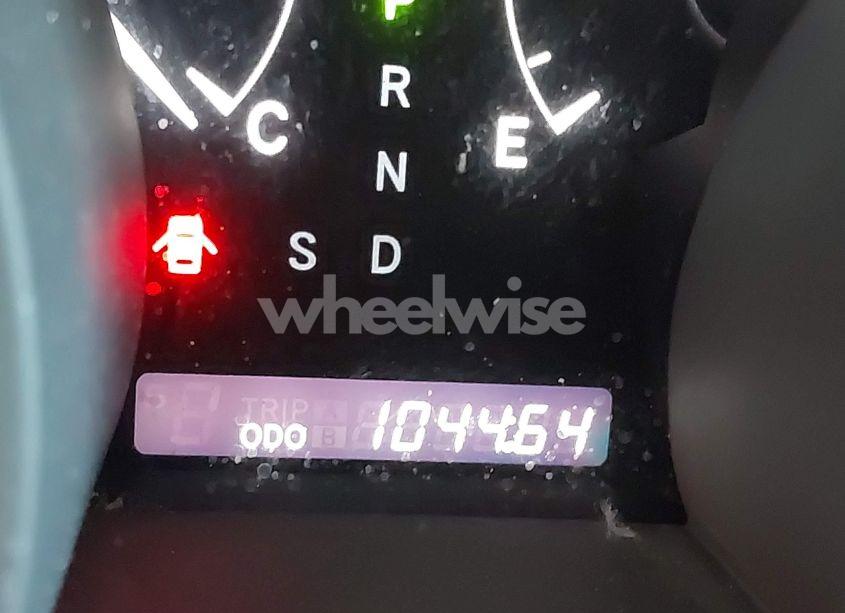 P
R
C E
N
S D
wheelwise
TRIP A
ODO B 104464